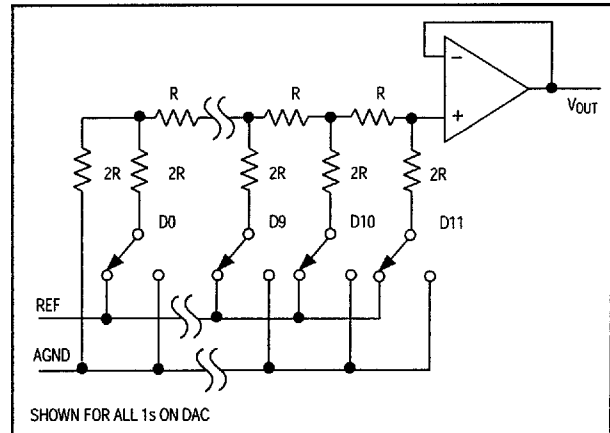 R R R
−
+
VOUT
2R 2R 2R 2R 2R
D0 D9 D10 D11
REF
AGND
SHOWN FOR ALL 1s ON DAC